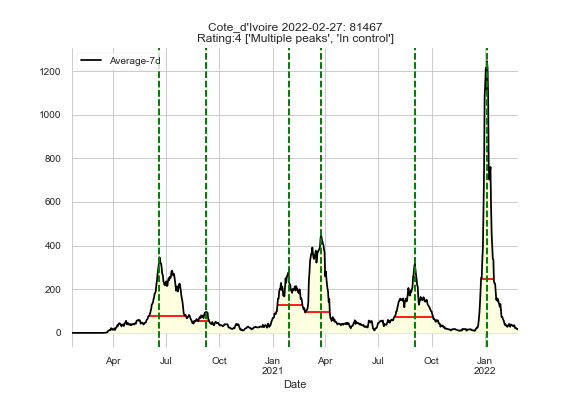 Cote_d'Ivoire 2022-02-27: 81467
Rating:4 ['Multiple peaks', 'In control']
Average-7d
1200
1000
800
600
400
200
0
Apr Jul Oct Jan Apr Jul Oct Jan
2021 2022
Date